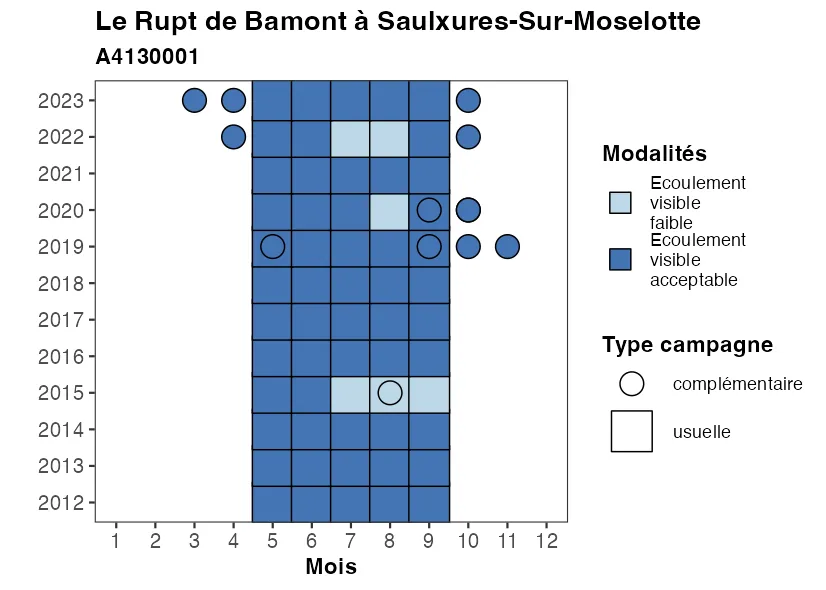 Le Rupt de Bamont à Saulxures-Sur-Moselotte
A4130001
2023
2022
2021
2020
2019
2018
2017
2016
2015
2014
2013
2012
1 2 3 4 5 6 7 8 9 10 11 12
Mois
Modalités
Ecoulement
visible
faible
Ecoulement
visible
acceptable
Type campagne
complémentaire
usuelle